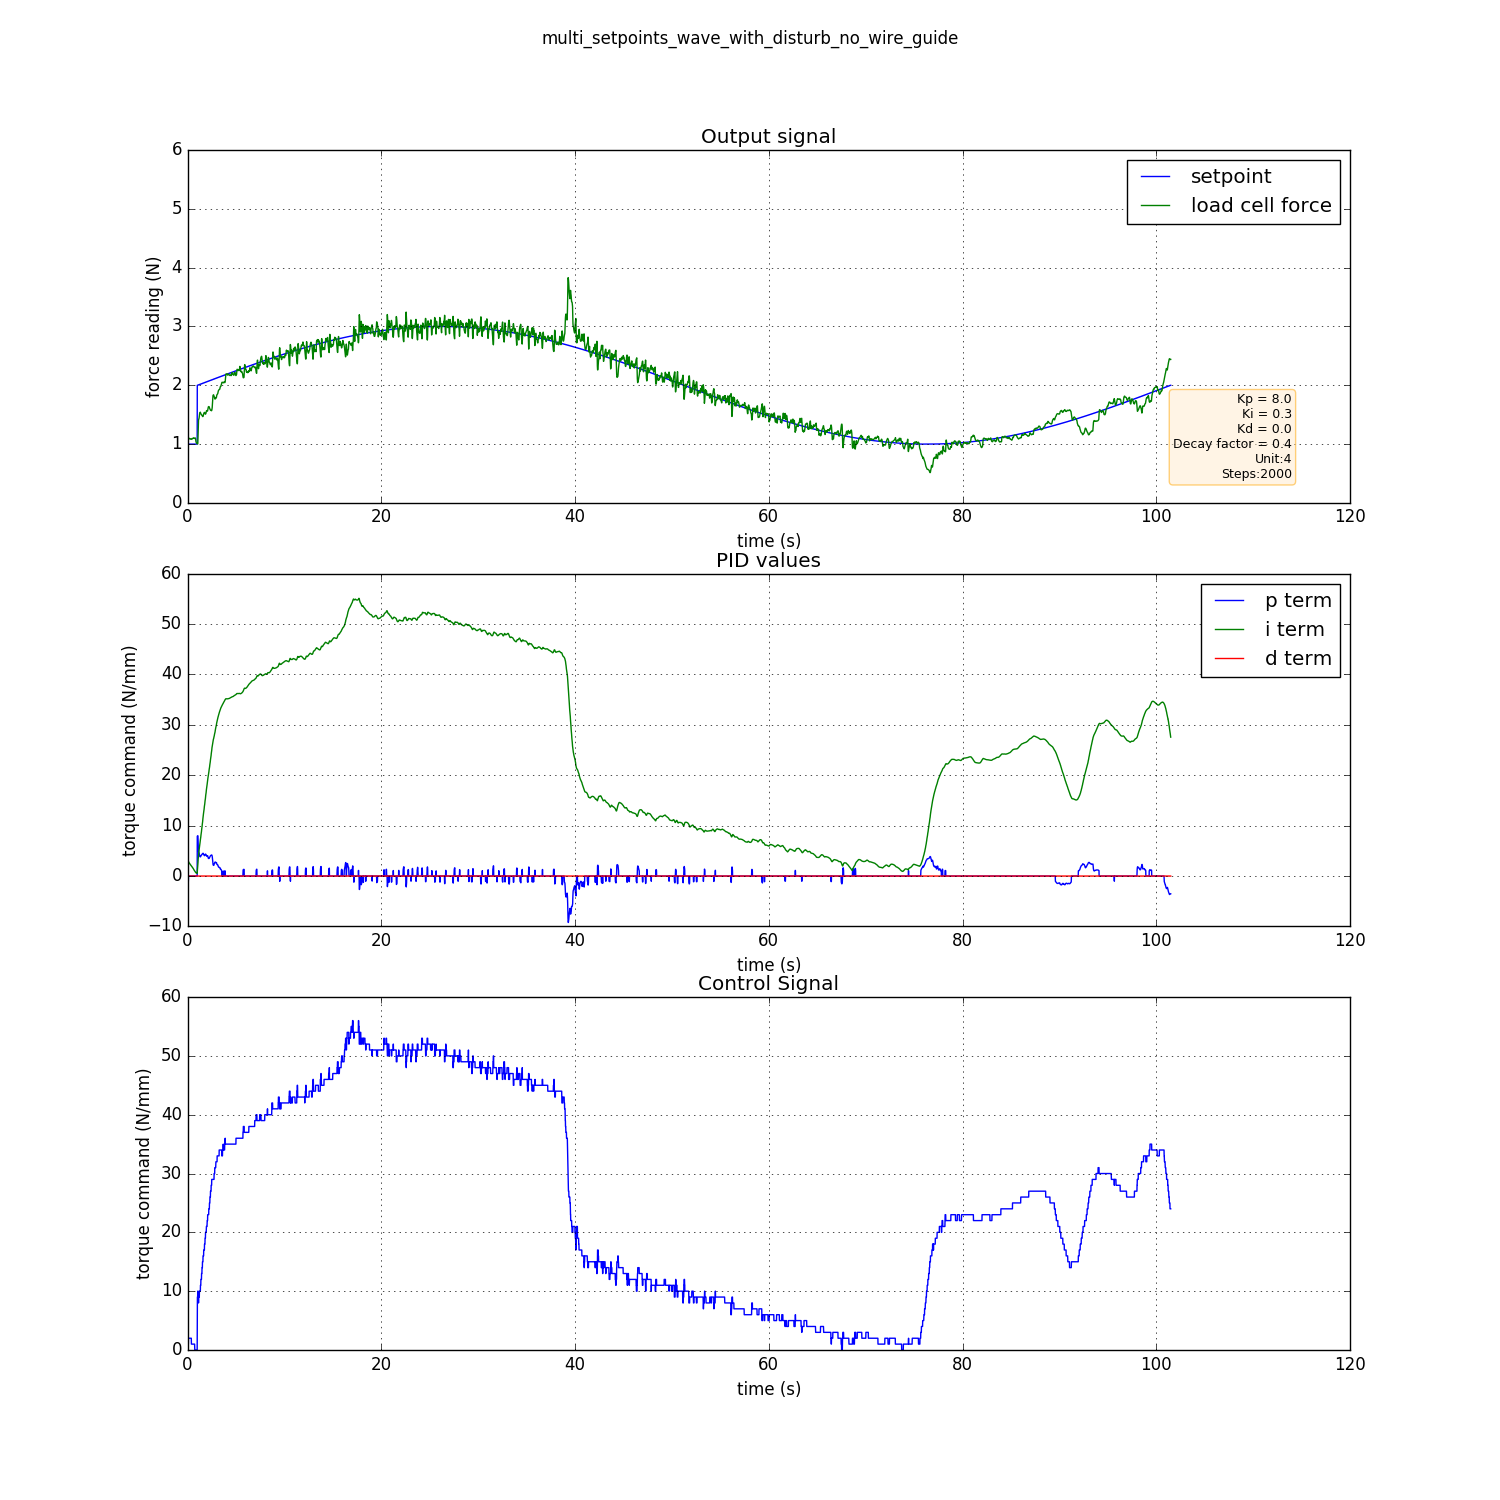 multi_setpoints_wave_with_disturb_no_wire_guide
Output signal
6
5
4
3
2
1
0
force reading (N)
setpoint
load cell force
Kp = 8.0
Ki = 0.3
Kd = 0.0
Decay factor = 0.4
Unit:4
Steps:2000
0 20 40 60 80 100 120
time (s)
PID values
60
50
40
30
20
10
0
−10
torque command (N/mm)
p term
i term
d term
0 20 40 60 80 100 120
time (s)
Control Signal
60
50
40
30
20
10
0
torque command (N/mm)
0 20 40 60 80 100 120
time (s)